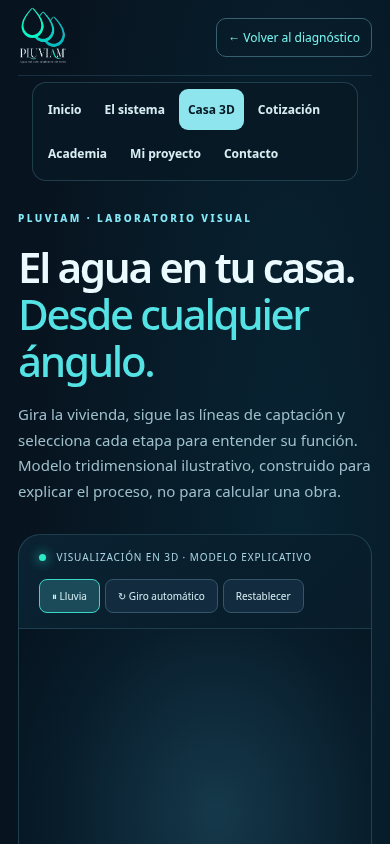 PLUVIAM
← Volver al diagnóstico
Inicio El sistema Casa 3D Cotización
Academia Mi proyecto Contacto
PLUVIAM · LABORATORIO VISUAL
El agua en tu casa.
Desde cualquier
ángulo.
Gira la vivienda, sigue las líneas de captación y
selecciona cada etapa para entender su función.
Modelo tridimensional ilustrativo, construido para
explicar el proceso, no para calcular una obra.
VISUALIZACIÓN EN 3D · MODELO EXPLICATIVO
Lluvia ↻ Giro automático Restablecer